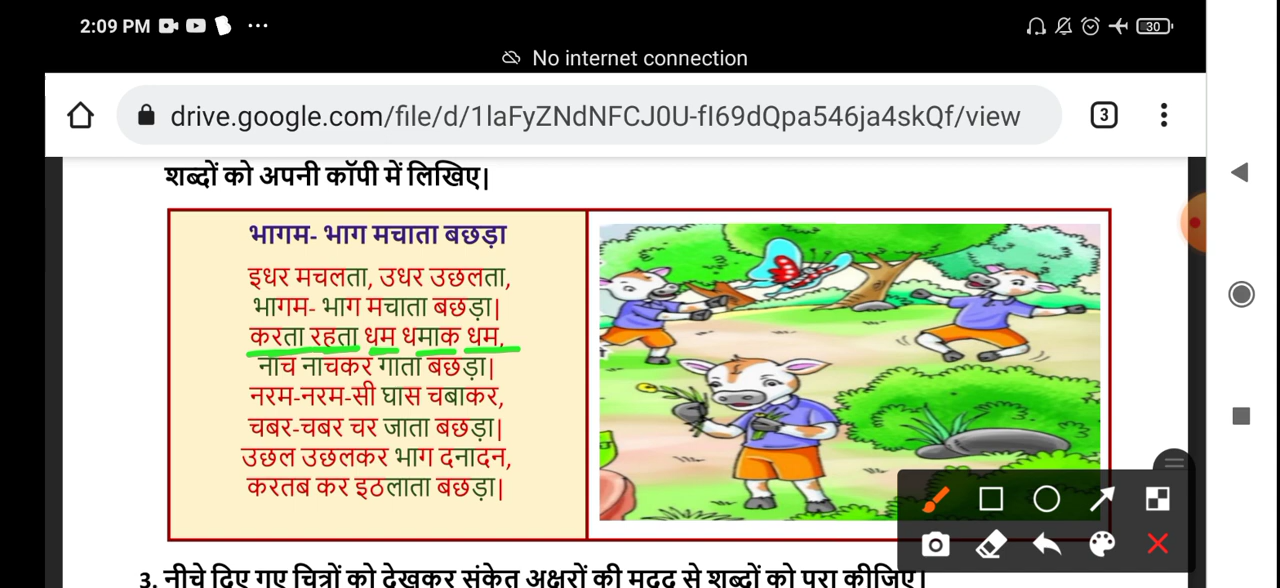 2:09 PM
30
No internet connection
drive.google.com/file/d/1laFyZNdNFCJ0U-fI69dQpa546ja4skQf/view
3
शब्दों को अपनी कॉपी में लिखिए|
भागम- भाग मचाता बछड़ा
इधर मचलता, उधर उछलता,
भागम- भाग मचाता बछड़ा|
करता रहता धम धमाक धम,
नाच नाचकर गाता बछड़ा|
नरम-नरम-सी घास चबाकर,
चबर-चबर चर जाता बछड़ा|
उछल उछलकर भाग दनादन,
करतब कर इठलाता बछड़ा|
3. नीचे दिए गए चित्रों को देखकर संकेत अक्षरों की मदद से शब्दों को पूरा कीजिए|